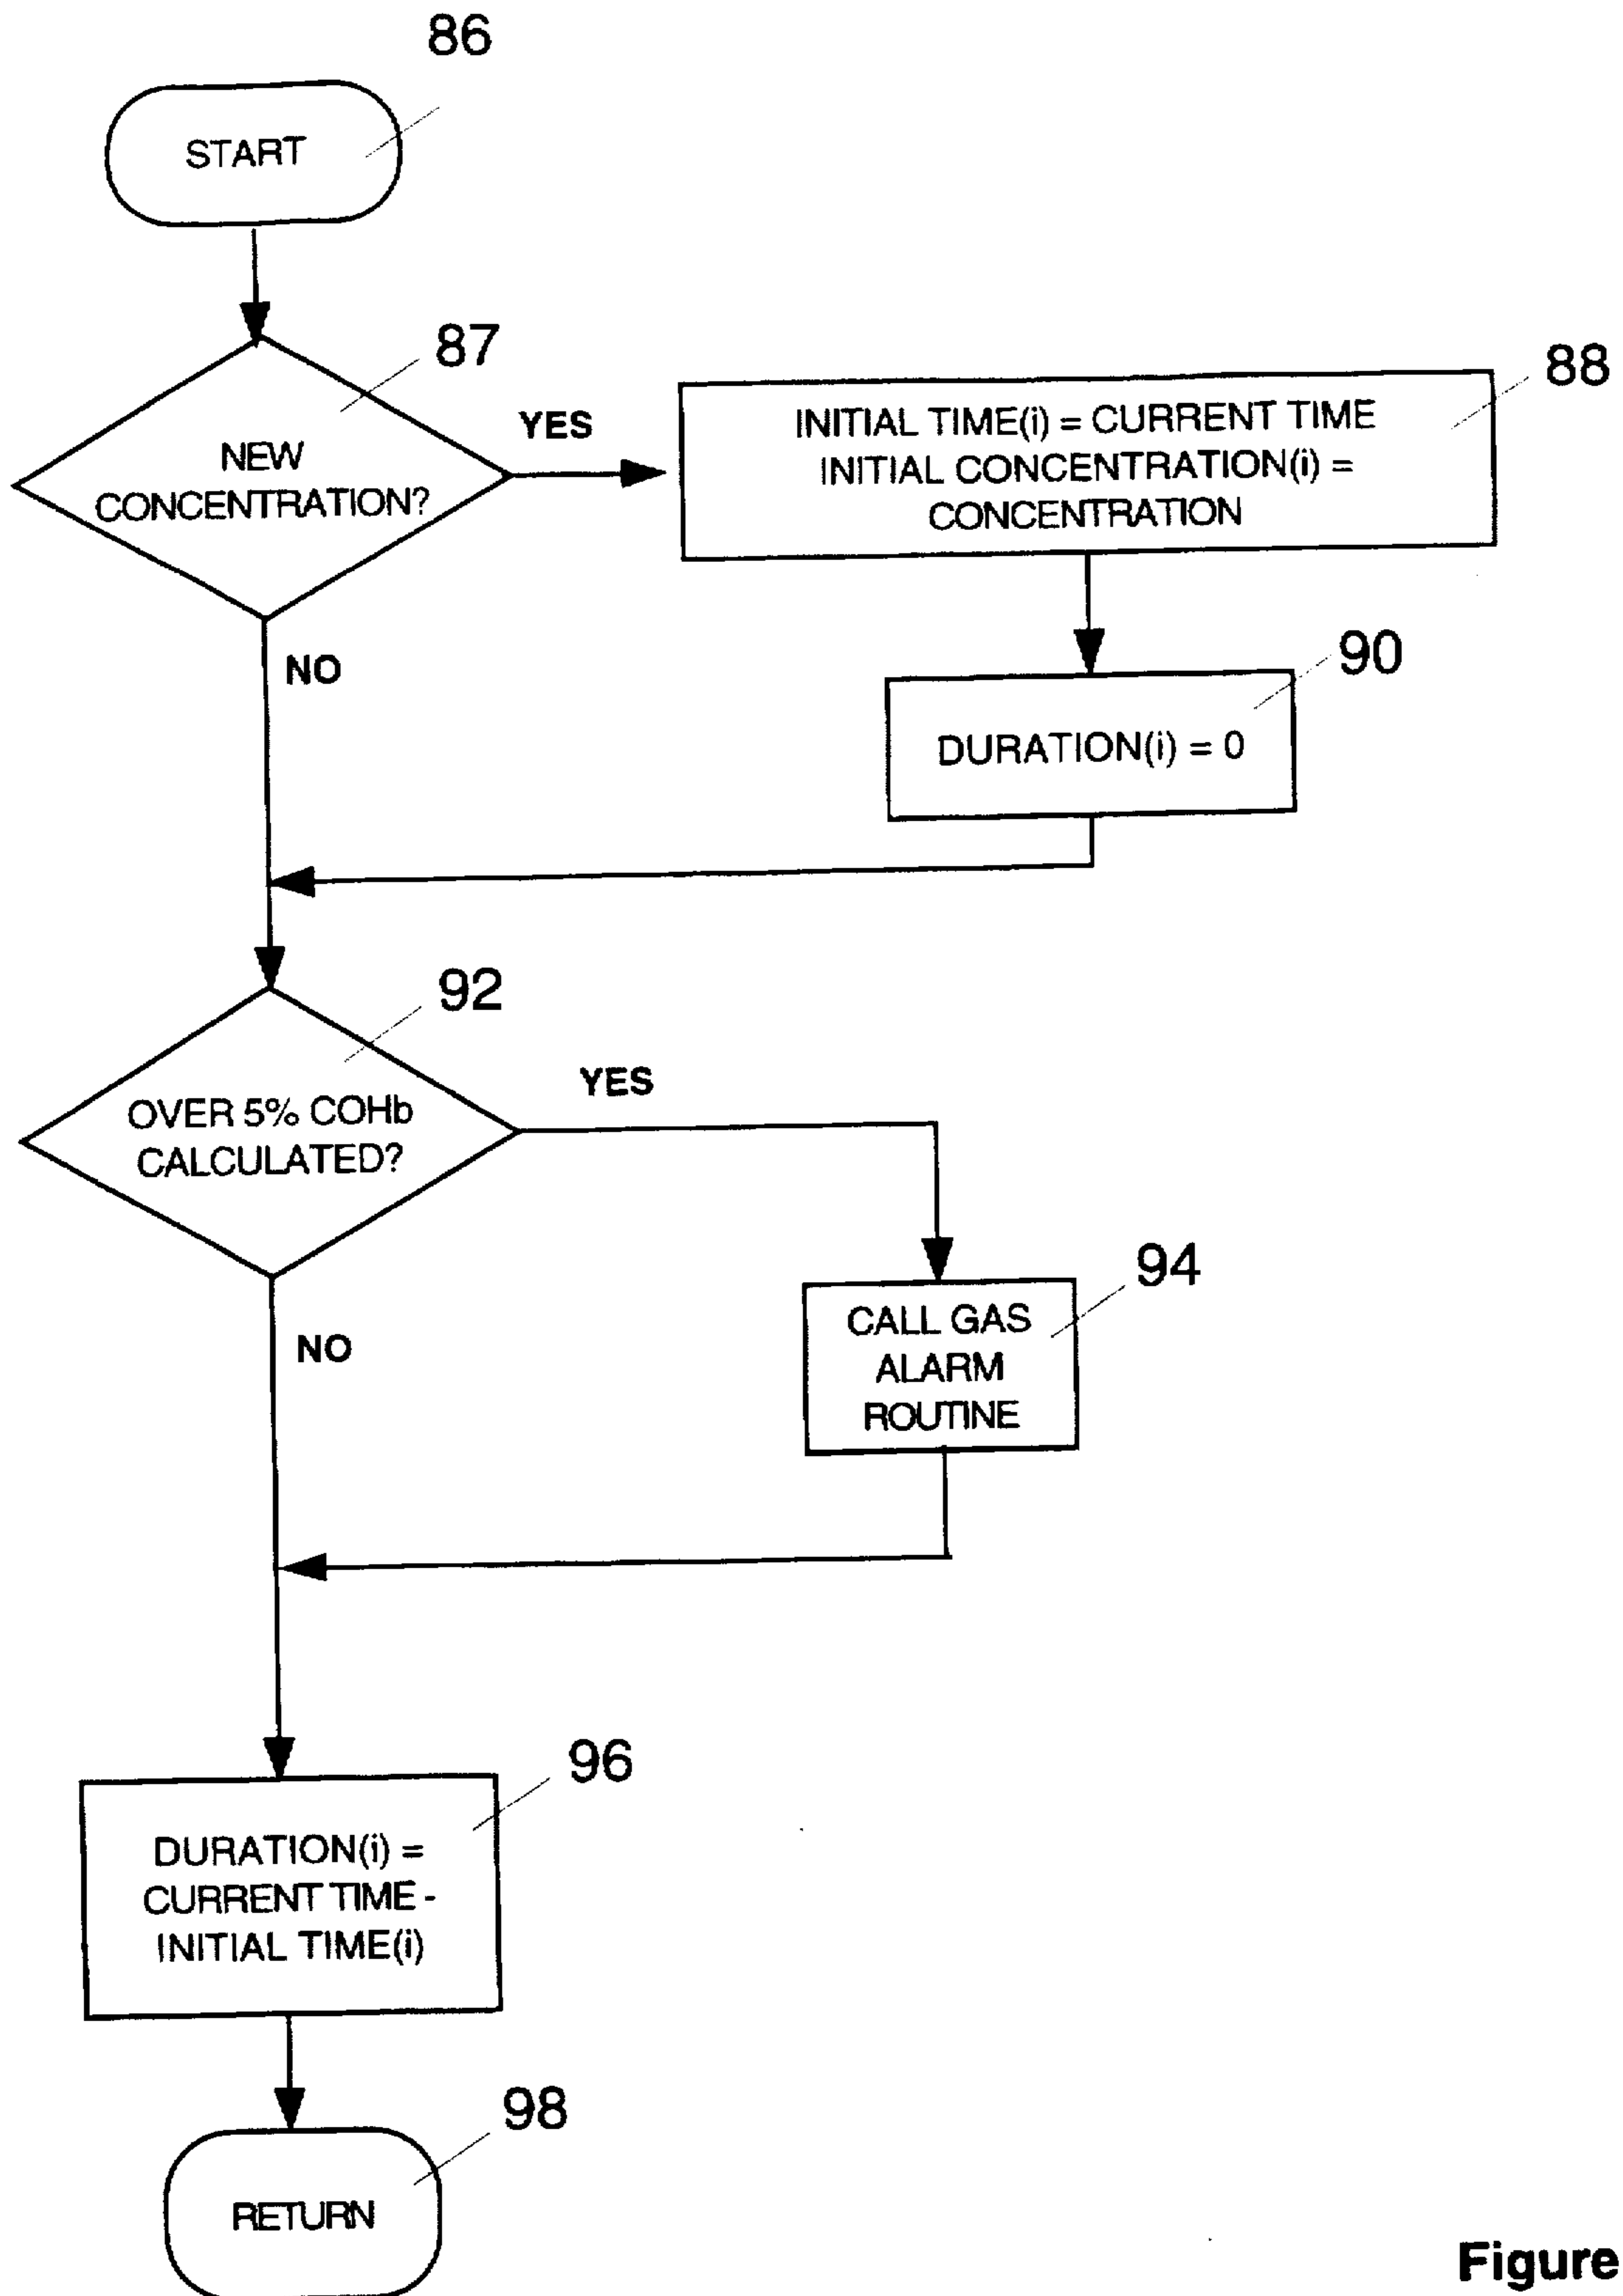 86
START
87
NEW
CONCENTRATION?
YES
88
INITIAL TIME(i) = CURRENT TIME
INITIAL CONCENTRATION(i) =
CONCENTRATION
NO
90
DURATION(i) = 0
92
OVER 5% COHb
CALCULATED?
YES
94
CALL GAS
ALARM
ROUTINE
NO
96
DURATION(i) =
CURRENT TIME -
INITIAL TIME(i)
98
RETURN
Figure